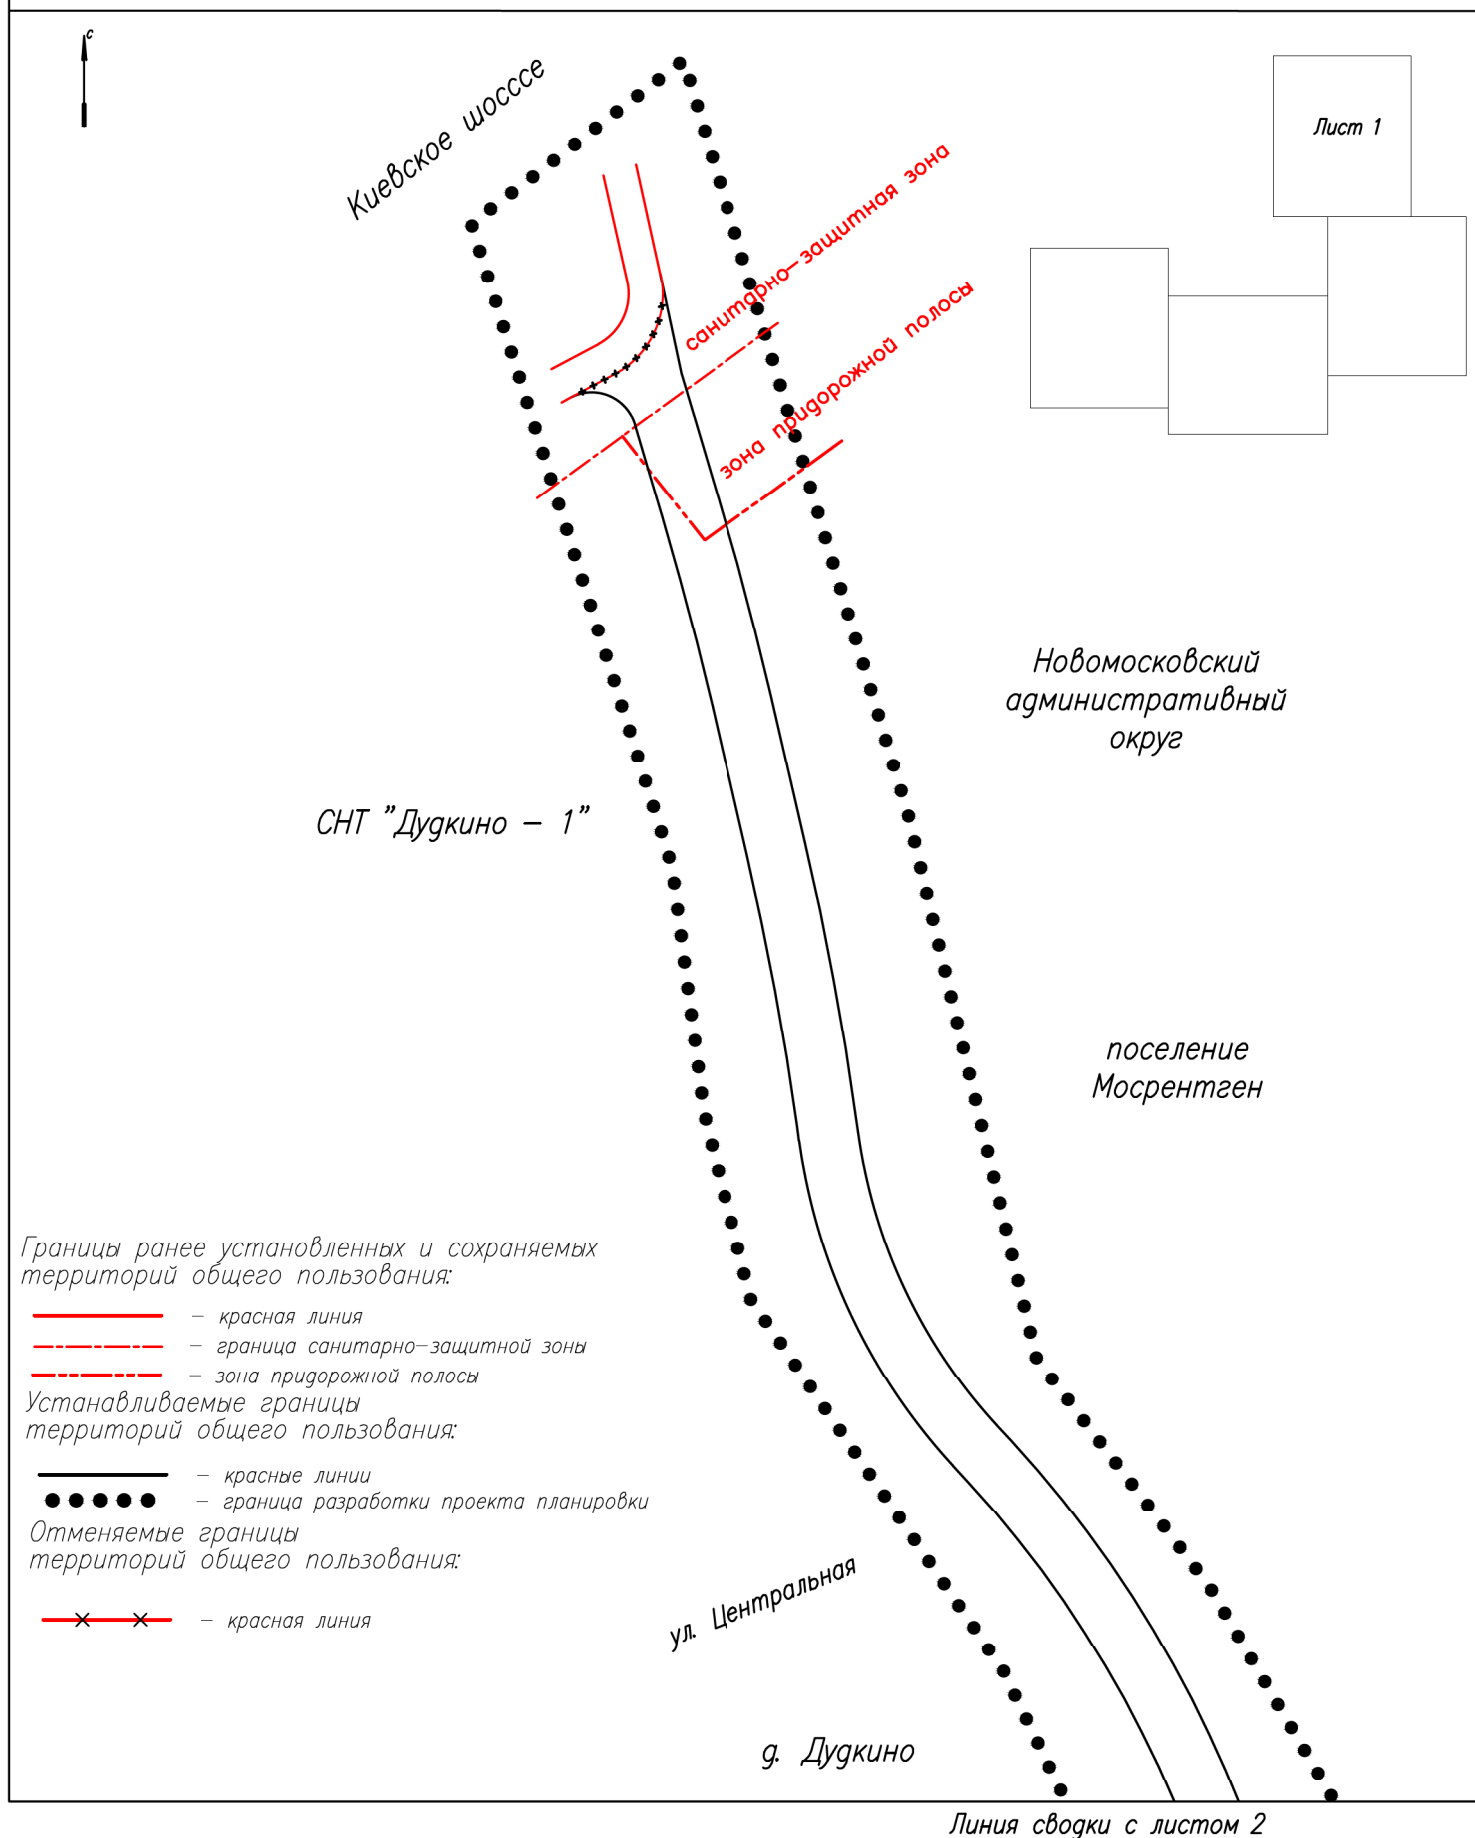 с
Киевское шосссе
Лист 1
санитарно-защитная зона
зона придорожной полосы
Новомосковский
административный
округ
СНТ "Дудкино – 1"
поселение
Мосрентген
Границы ранее установленных и сохраняемых
территорий общего пользования:
– красная линия
– граница санитарно-защитной зоны
– зона придорожной полосы
Устанавливаемые границы
территорий общего пользования:
– красные линии
– граница разработки проекта планировки
Отменяемые границы
территорий общего пользования:
– красная линия
ул. Центральная
д. Дудкино
Линия сводки с листом 2